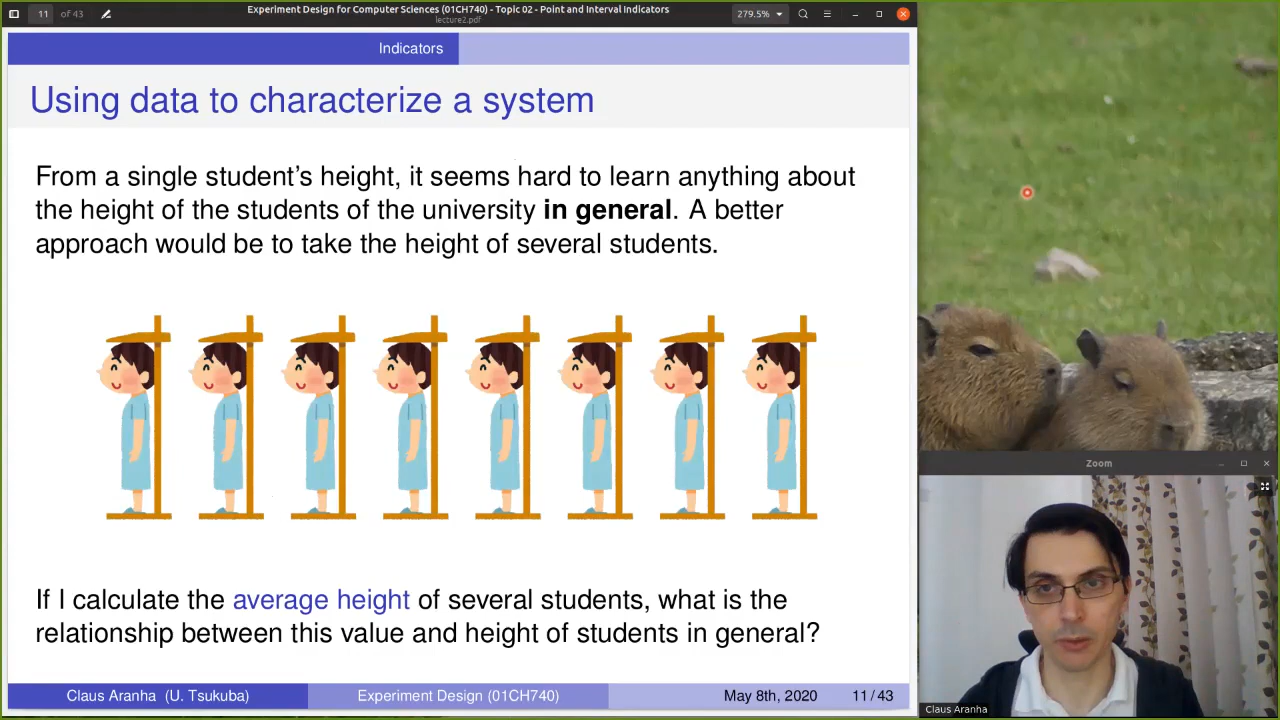 11 of 43
Experiment Design for Computer Sciences (01CH740) - Topic 02 - Point and Interval Indicators
lecture2.pdf
279.5%
Indicators
Using data to characterize a system
From a single student's height, it seems hard to learn anything about
the height of the students of the university in general. A better
approach would be to take the height of several students.
If I calculate the average height of several students, what is the
relationship between this value and height of students in general?
Claus Aranha (U. Tsukuba)
Experiment Design (01CH740)
May 8th, 2020
11 / 43
Zoom
Claus Aranha